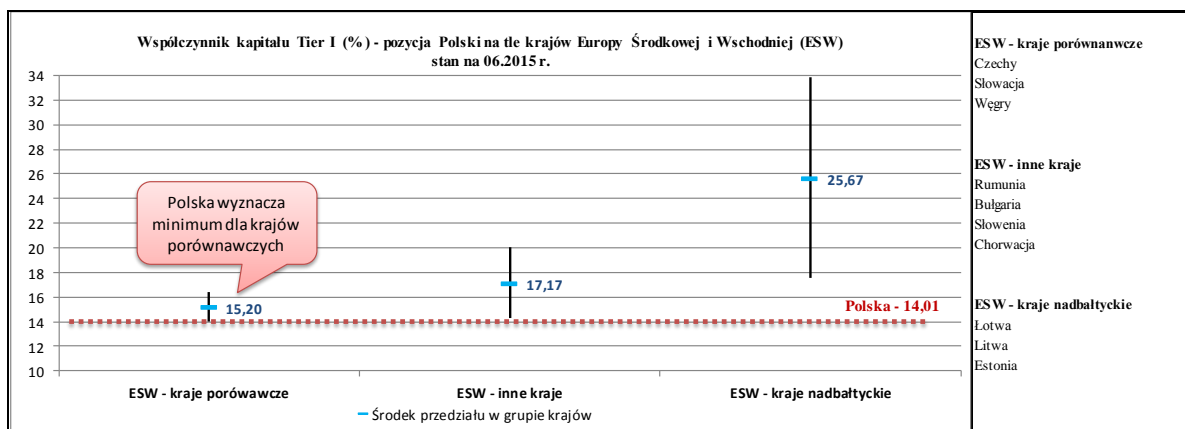 Współczynnik kapitału Tier I (%) - pozycja Polski na tle krajów Europy Środkowej i Wschodniej (ESW)
stan na 06.2015 r.
34
32
30
28
26
24
22
20
18
16
14
12
10
Polska wyznacza
minimum dla krajów
porównawczych
15,20
17,17
25,67
Polska - 14,01
ESW - kraje porówawcze
ESW - inne kraje
ESW - kraje nadbałtyckie
Środek przedziału w grupie krajów
ESW - kraje porównanwcze
Czechy
Słowacja
Węgry
ESW - inne kraje
Rumunia
Bułgaria
Słowenia
Chorwacja
ESW - kraje nadbałtyckie
Łotwa
Litwa
Estonia